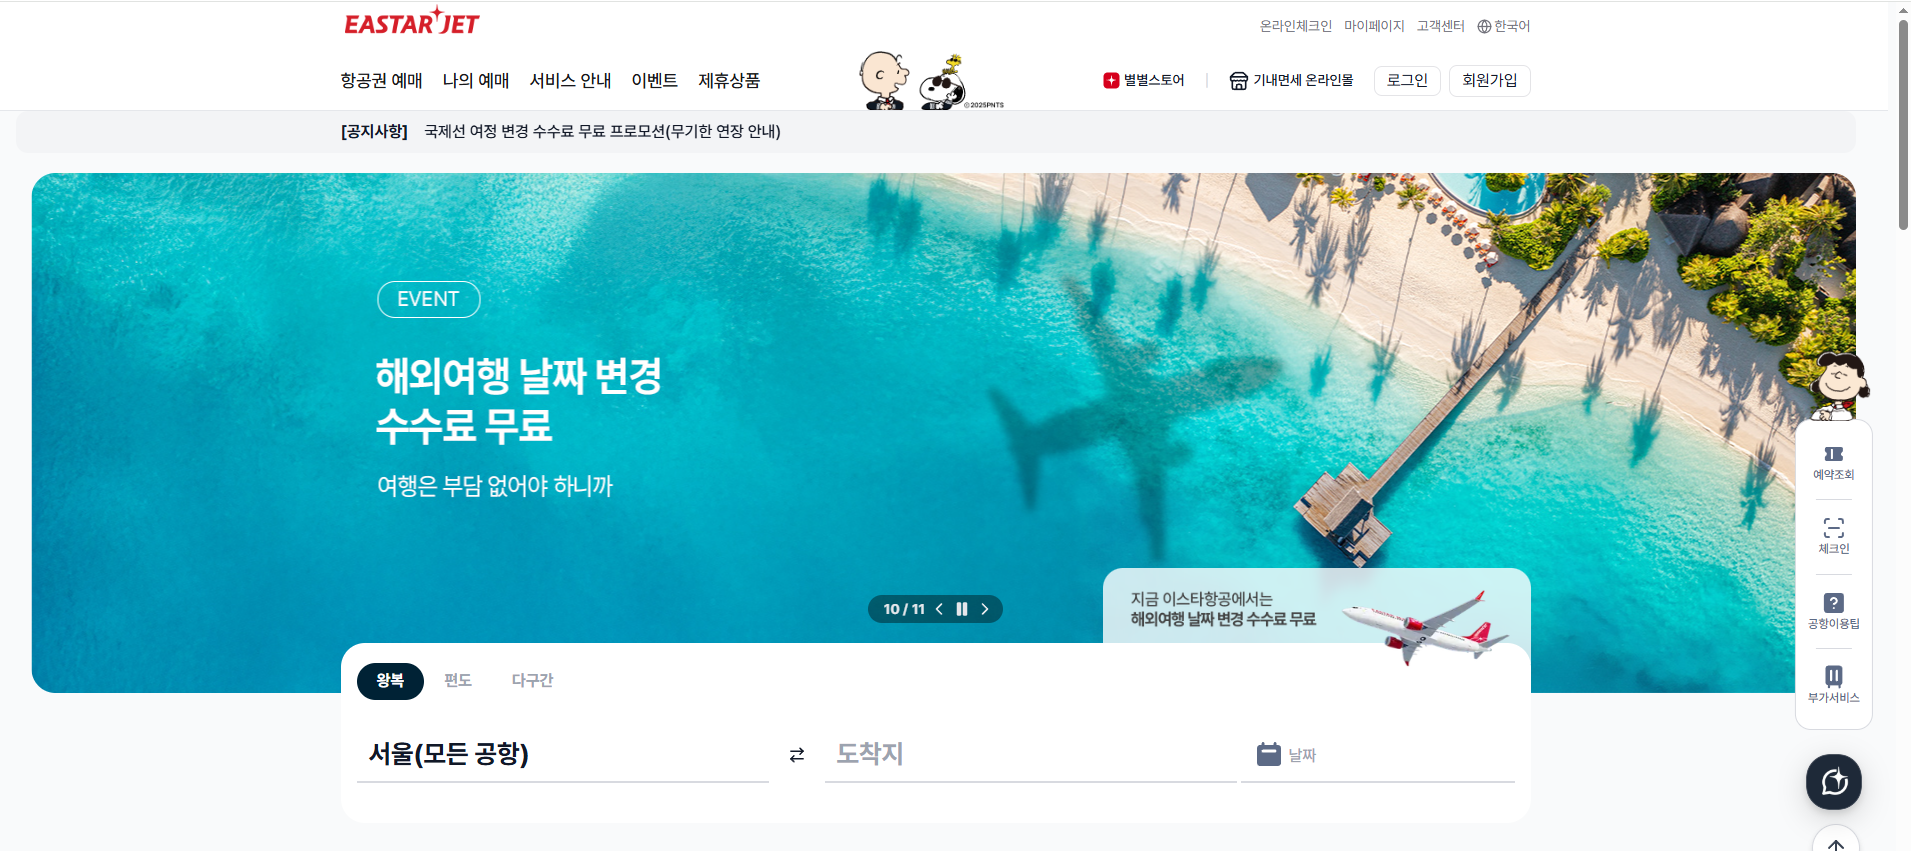 EASTAR JET
온라인체크인 마이페이지 고객센터 한국어
항공권 예매 나의 예매 서비스 안내 이벤트 제휴상품
©2025PNTS
별별스토어 기내면세 온라인몰 로그인 회원가입
[공지사항] 국제선 여정 변경 수수료 무료 프로모션(무기한 연장 안내)
EVENT
해외여행 날짜 변경
수수료 무료
여행은 부담 없어야 하니까
10 / 11
지금 이스타항공에서는
해외여행 날짜 변경 수수료 무료
예약조회
체크인
공항이용팁
부가서비스
왕복 편도 다구간
서울(모든 공항) 도착지 날짜